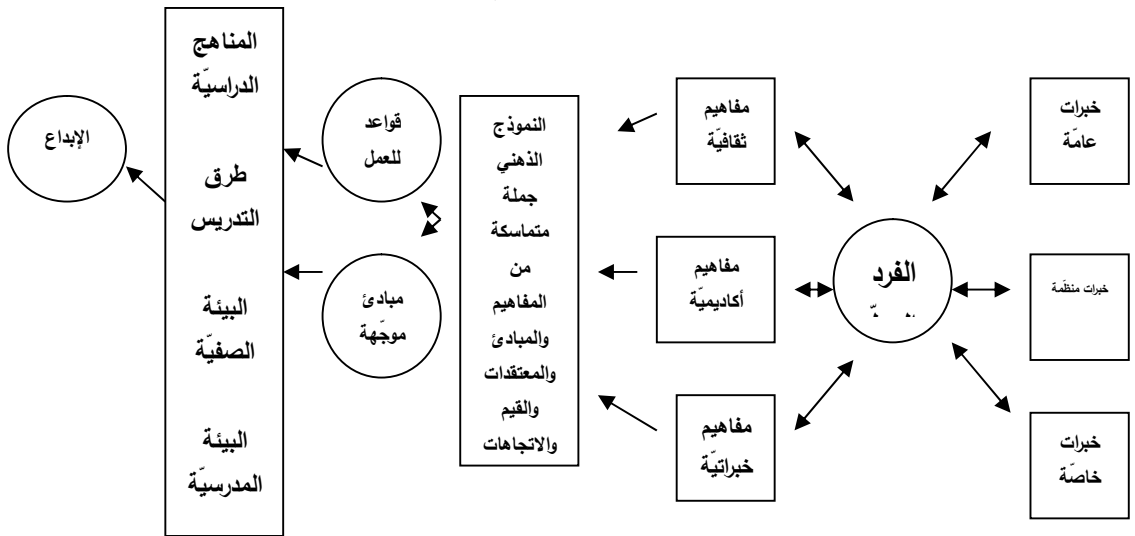 خبرات
عامّة
خبرات منظّمة
خبرات
خاصّة
الفرد
مفاهيم
ثقافيّة
مفاهيم
أكاديميّة
مفاهيم
خبراتيّة
النموذج
الذهني
جملة
متماسكة
من
المفاهيم
والمبادئ
والمعتقدات
والقيم
والاتجاهات
قواعد
للعمل
مبادئ
موجّهة
المناهج
الدراسيّة
طرق
التدريس
البيئة
الصفيّة
البيئة
المدرسيّة
الإبداع